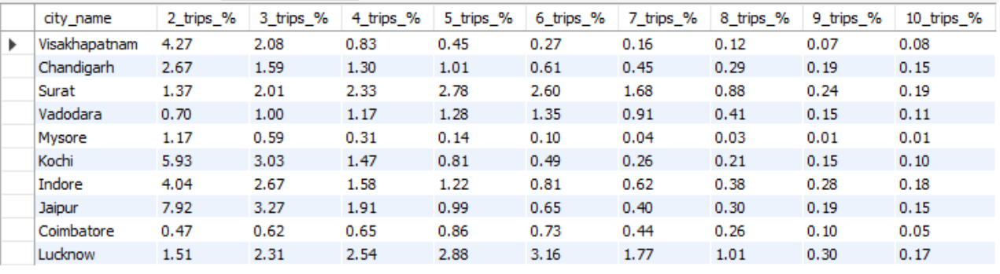 city_name 2_trips_% 3_trips_% 4_trips_% 5_trips_% 6_trips_% 7_trips_% 8_trips_% 9_trips_% 10_trips_%
Visakhapatnam 4.27 2.08 0.83 0.45 0.27 0.16 0.12 0.07 0.08
Chandigarh 2.67 1.59 1.30 1.01 0.61 0.45 0.29 0.19 0.15
Surat 1.37 2.01 2.33 2.78 2.60 1.68 0.88 0.24 0.19
Vadodara 0.70 1.00 1.17 1.28 1.35 0.91 0.41 0.15 0.11
Mysore 1.17 0.59 0.31 0.14 0.10 0.04 0.03 0.01 0.01
Kochi 5.93 3.03 1.47 0.81 0.49 0.26 0.21 0.15 0.10
Indore 4.04 2.67 1.58 1.22 0.81 0.62 0.38 0.28 0.18
Jaipur 7.92 3.27 1.91 0.99 0.65 0.40 0.30 0.19 0.15
Coimbatore 0.47 0.62 0.65 0.86 0.73 0.44 0.26 0.10 0.05
Lucknow 1.51 2.31 2.54 2.88 3.16 1.77 1.01 0.30 0.17